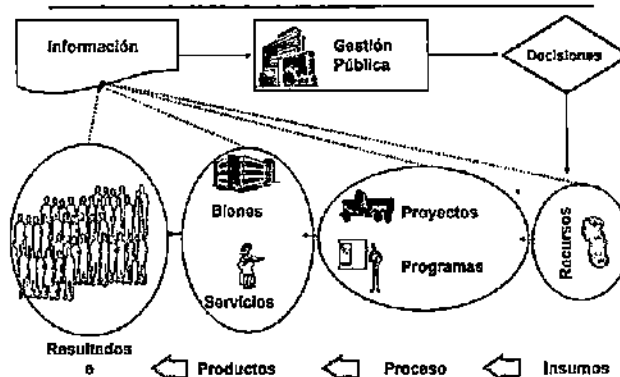 Información
Gestión
Pública
Decisiones
Bienes
Servicios
Proyectos
Programas
Recursos
Resultados
e
Productos
Proceso
Insumos